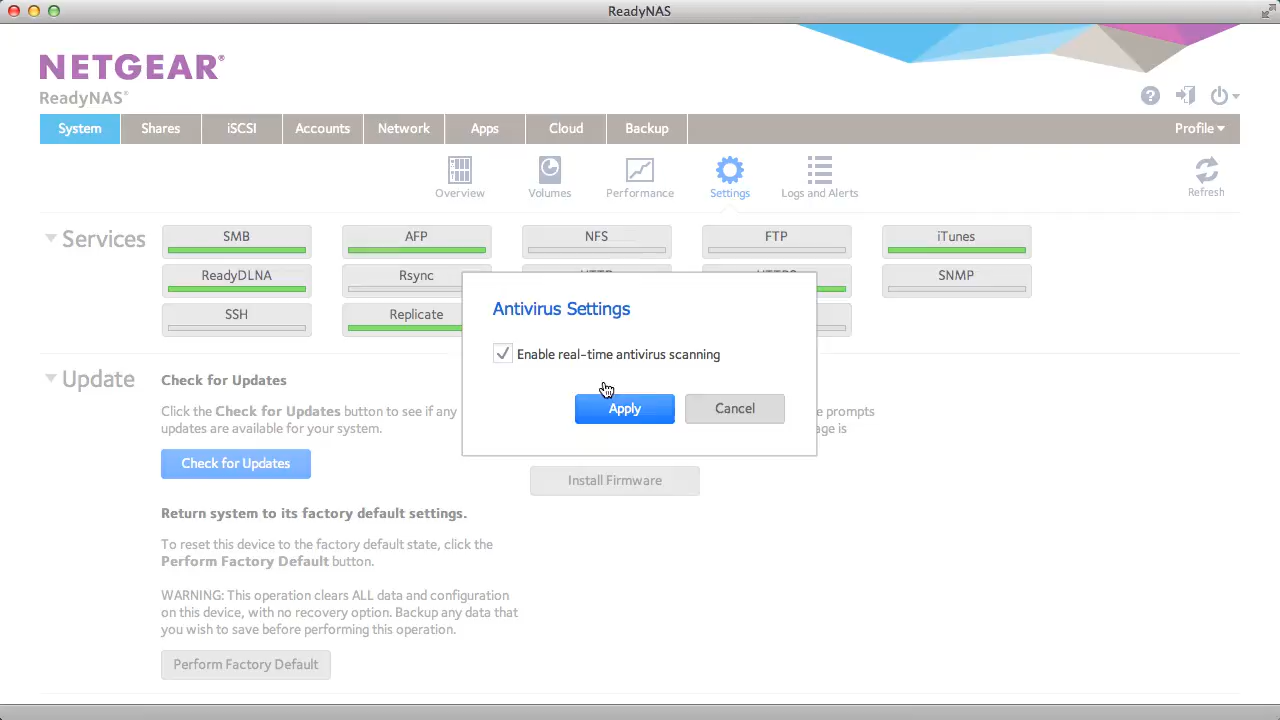 ReadyNAS
NETGEAR®
ReadyNAS®
System Shares iSCSI Accounts Network Apps Cloud Backup Profile
Overview Volumes Performance Settings Logs and Alerts Refresh
Services
SMB AFP NFS FTP iTunes
ReadyDLNA Rsync SNMP
SSH Replicate
Antivirus Settings
Enable real-time antivirus scanning
Apply Cancel
Update
Check for Updates
Click the Check for Updates button to see if any
updates are available for your system.
prompts
is
Check for Updates
Install Firmware
Return system to its factory default settings.
To reset this device to the factory default state, click the
Perform Factory Default button.
WARNING: This operation clears ALL data and configuration
on this device, with no recovery option. Backup any data that
you wish to save before performing this operation.
Perform Factory Default